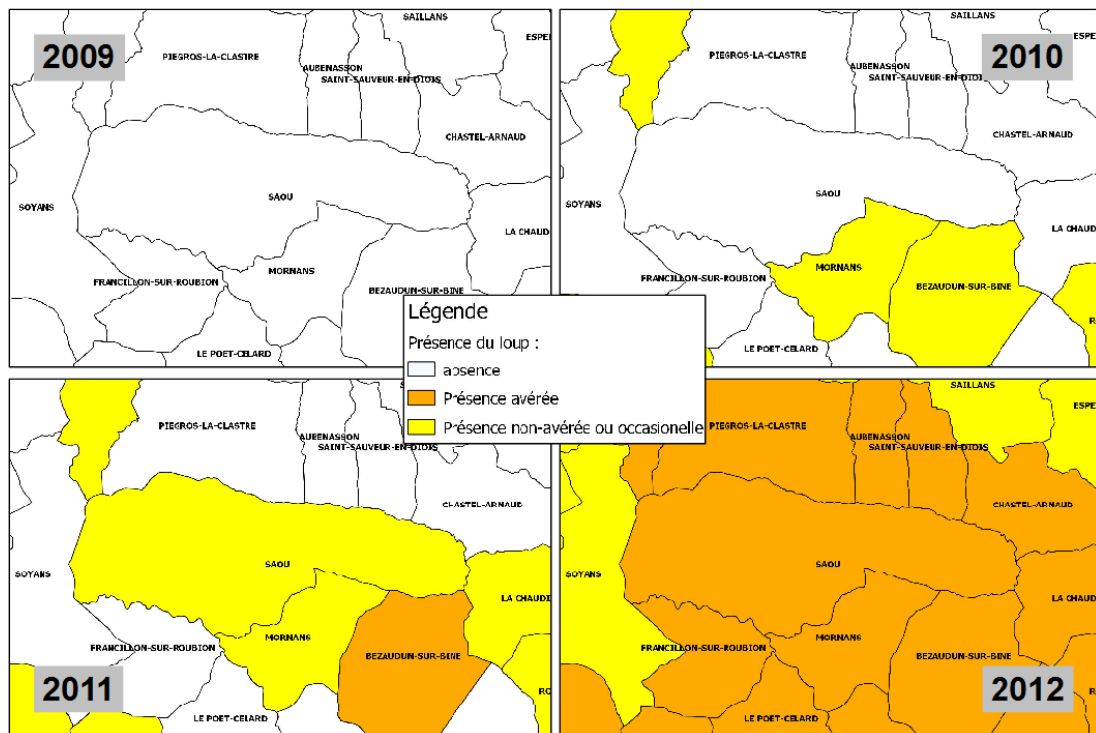 SAILLANS
2009
ESPE
PIEGROS-LA-CLASTRE
AUBENASSON
SAINT-SAUVEUR-EN-DIOIS
CHASTEL-ARNAUD
SAOU
SOYANS
LA CHAUD
MORNANS
FRANCILLON-SUR-ROUBION
BEZAUDUN-SUR-BINE
LE POET-CELARD
SAILLANS
2010
PIEGROS-LA-CLASTRE
AUBENASSON
SAINT-SAUVEUR-EN-DIOIS
CHASTEL-ARNAUD
SAOU
SOYANS
LA CHAUD
MORNANS
FRANCILLON-SUR-ROUBION
BEZAUDUN-SUR-BINE
R
LE POET-CELARD
Légende
Présence du loup :
absence
Présence avérée
Présence non-avérée ou occasionelle
PIEGROS-LA-CLASTRE
AUBENASSON
SAINT-SAUVEUR-EN-DIOIS
CHASTEL-ARNAUD
SAOU
SOYANS
LA CHAUDI
MORNANS
FRANCILLON-SUR-ROUBION
BEZAUDUN-SUR-BINE
2011
RO
LE POET-CELARD
SAILLANS
ESPE
PIEGROS-LA-CLASTRE
AUBENASSON
SAINT-SAUVEUR-EN-DIOIS
CHASTEL-ARNAUD
SAOU
SOYANS
LA CHAUD
MORNANS
FRANCILLON-SUR-ROUBION
BEZAUDUN-SUR-BINE
2012
LE POET-CELARD